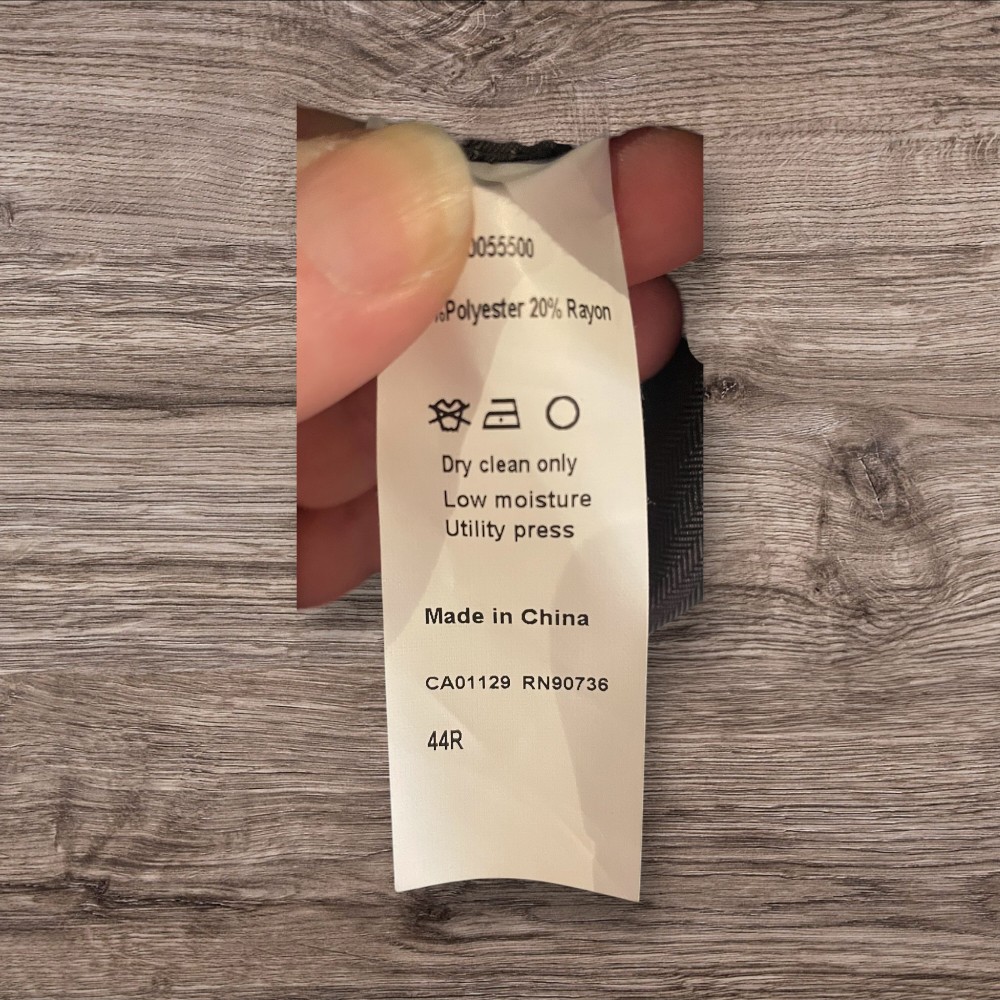 0055500
%Polyester 20% Rayon
Dry clean only
Low moisture
Utility press
Made in China
CA01129 RN90736
44R